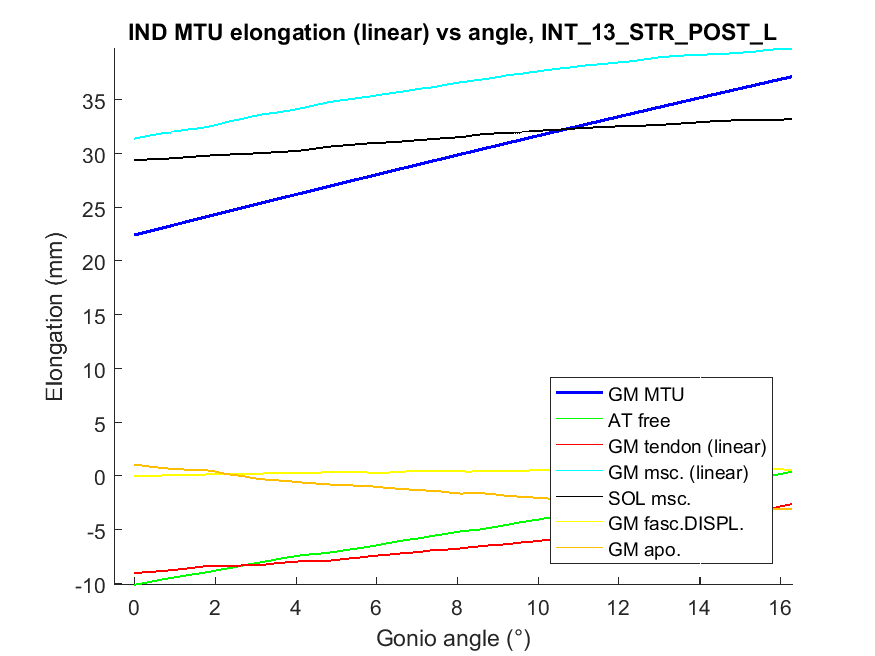 IND MTU elongation (linear) vs angle, INT_13_STR_POST_L
Elongation (mm)
35
30
25
20
15
10
5
0
-5
-10
0 2 4 6 8 10 12 14 16
Gonio angle (°)
GM MTU
AT free
GM tendon (linear)
GM msc. (linear)
SOL msc.
GM fasc.DISPL.
GM apo.